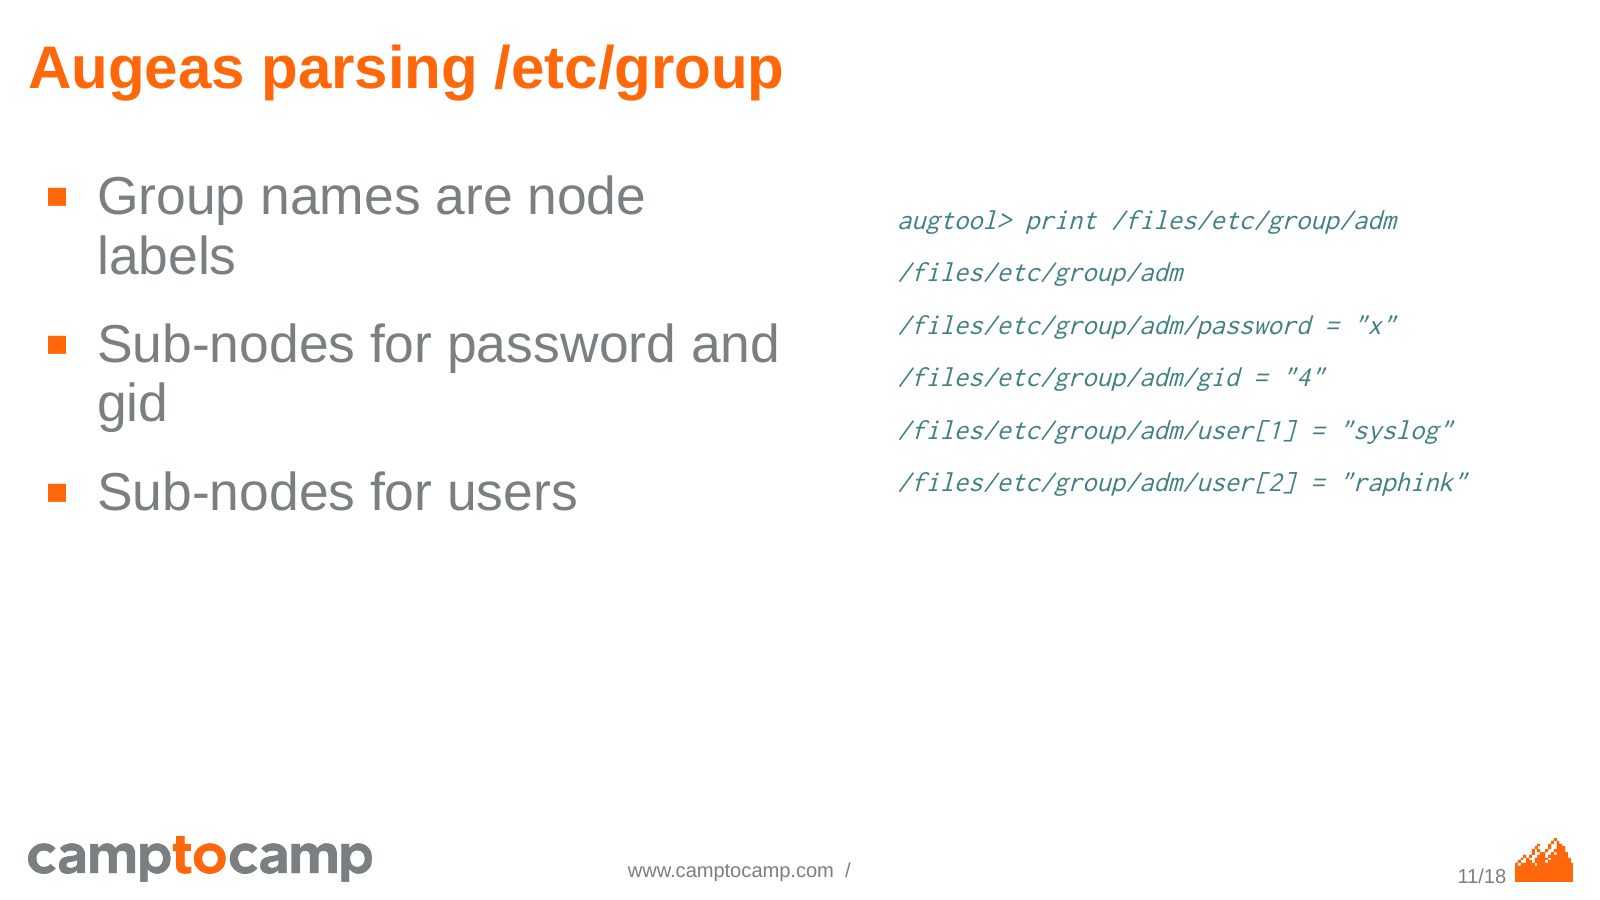 Augeas parsing /etc/group
Group names are node
labels
Sub-nodes for password and
gid
Sub-nodes for users
augtool> print /files/etc/group/adm
/files/etc/group/adm
/files/etc/group/adm/password = "x"
/files/etc/group/adm/gid = "4"
/files/etc/group/adm/user[1] = "syslog"
/files/etc/group/adm/user[2] = "raphink"
camptocamp
www.camptocamp.com /
11/18